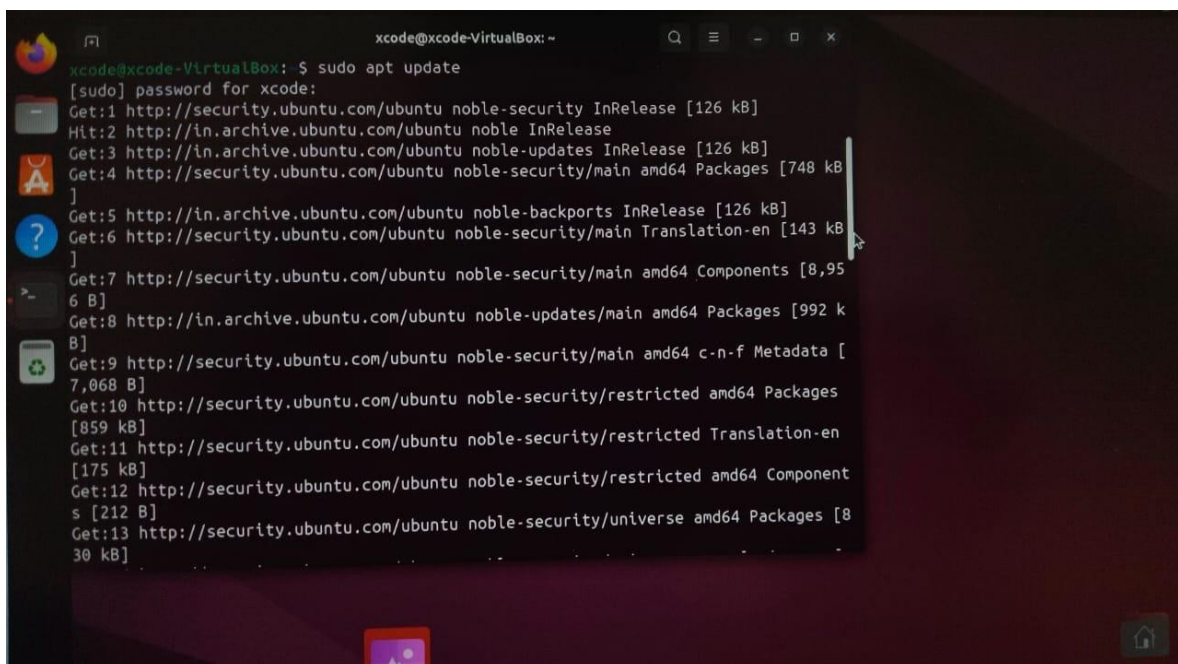 xcode@xcode-VirtualBox: ~
xcode@xcode-VirtualBox:~$ sudo apt update
[sudo] password for xcode:
Get:1 http://security.ubuntu.com/ubuntu noble-security InRelease [126 kB]
Hit:2 http://in.archive.ubuntu.com/ubuntu noble InRelease
Get:3 http://in.archive.ubuntu.com/ubuntu noble-updates InRelease [126 kB]
Get:4 http://security.ubuntu.com/ubuntu noble-security/main amd64 Packages [748 kB
]
Get:5 http://in.archive.ubuntu.com/ubuntu noble-backports InRelease [126 kB]
Get:6 http://security.ubuntu.com/ubuntu noble-security/main Translation-en [143 kB
]
Get:7 http://security.ubuntu.com/ubuntu noble-security/main amd64 Components [8,95
6 B]
Get:8 http://in.archive.ubuntu.com/ubuntu noble-updates/main amd64 Packages [992 k
B]
Get:9 http://security.ubuntu.com/ubuntu noble-security/main amd64 c-n-f Metadata [
7,068 B]
Get:10 http://security.ubuntu.com/ubuntu noble-security/restricted amd64 Packages
[859 kB]
Get:11 http://security.ubuntu.com/ubuntu noble-security/restricted Translation-en
[175 kB]
Get:12 http://security.ubuntu.com/ubuntu noble-security/restricted amd64 Component
s [212 B]
Get:13 http://security.ubuntu.com/ubuntu noble-security/universe amd64 Packages [8
30 kB]